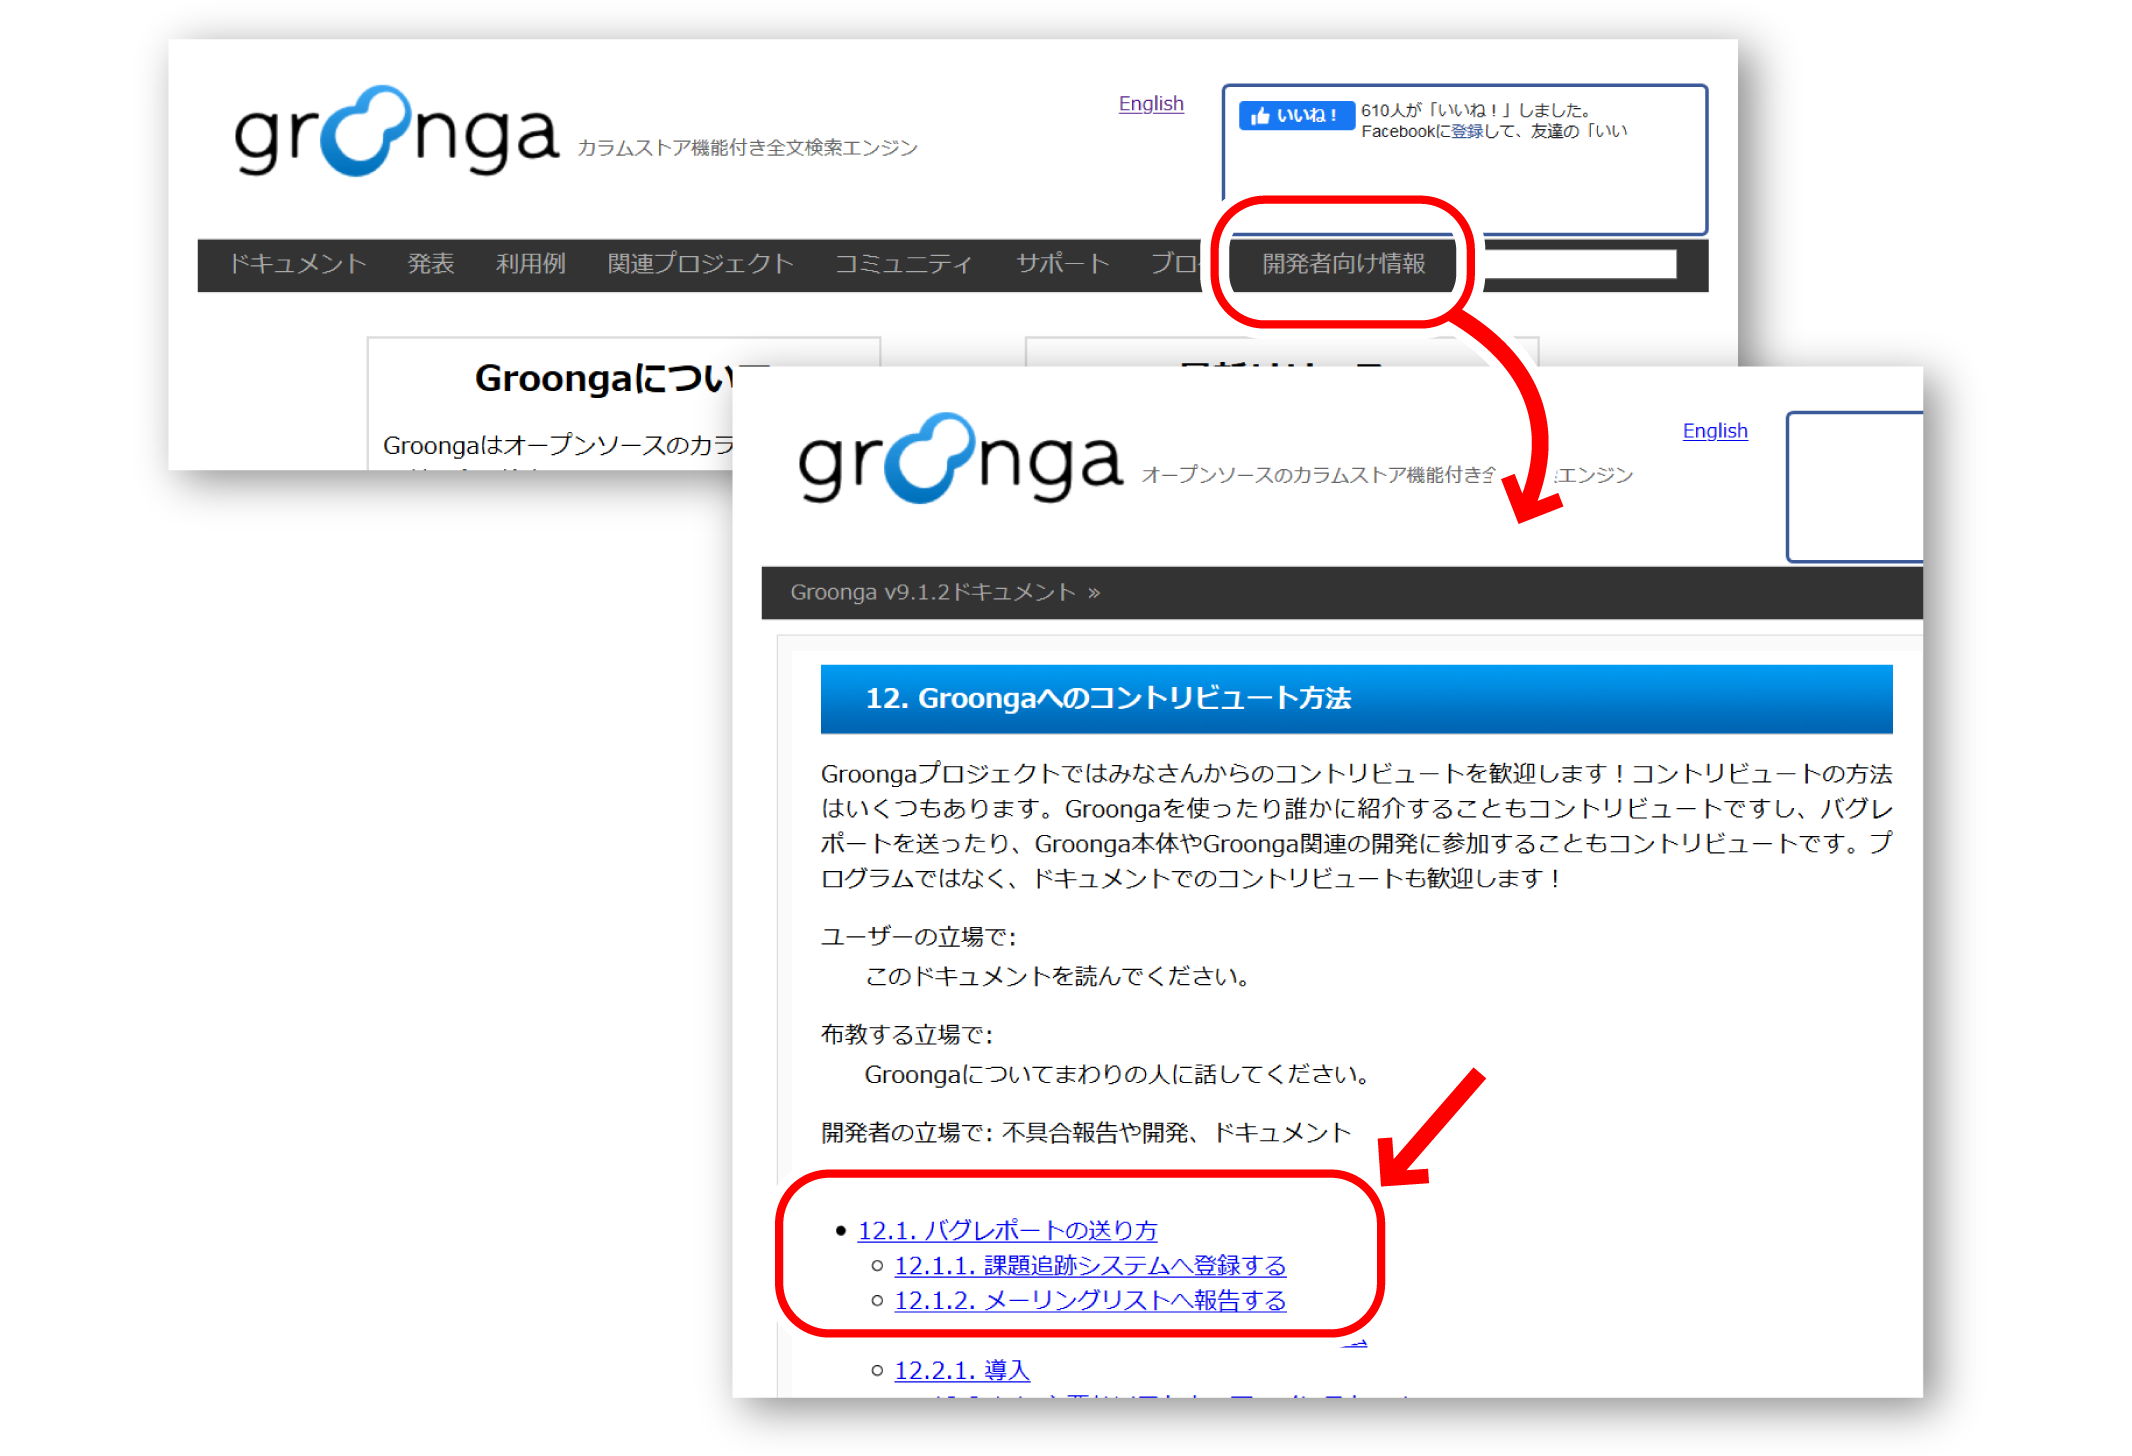 groonga カラムストア機能付き全文検索エンジン
English
いいね！ 610人が「いいね！」しました。
Facebookに登録して、友達の「いい
ドキュメント 発表 利用例 関連プロジェクト コミュニティ サポート ブロ 開発者向け情報
Groongaについ
Groongaはオープンソースのカラ
groonga オープンソースのカラムストア機能付き エンジン
English
Groonga v9.1.2ドキュメント »
12. Groongaへのコントリビュート方法
Groongaプロジェクトではみなさんからのコントリビュートを歓迎します！コントリビュートの方法
はいくつもあります。Groongaを使ったり誰かに紹介することもコントリビュートですし、バグレ
ポートを送ったり、Groonga本体やGroonga関連の開発に参加することもコントリビュートです。プ
ログラムではなく、ドキュメントでのコントリビュートも歓迎します！
ユーザーの立場で:
このドキュメントを読んでください。
布教する立場で:
Groongaについてまわりの人に話してください。
開発者の立場で: 不具合報告や開発、ドキュメント
12.1. バグレポートの送り方
12.1.1. 課題追跡システムへ登録する
12.1.2. メーリングリストへ報告する
12.2.1. 導入